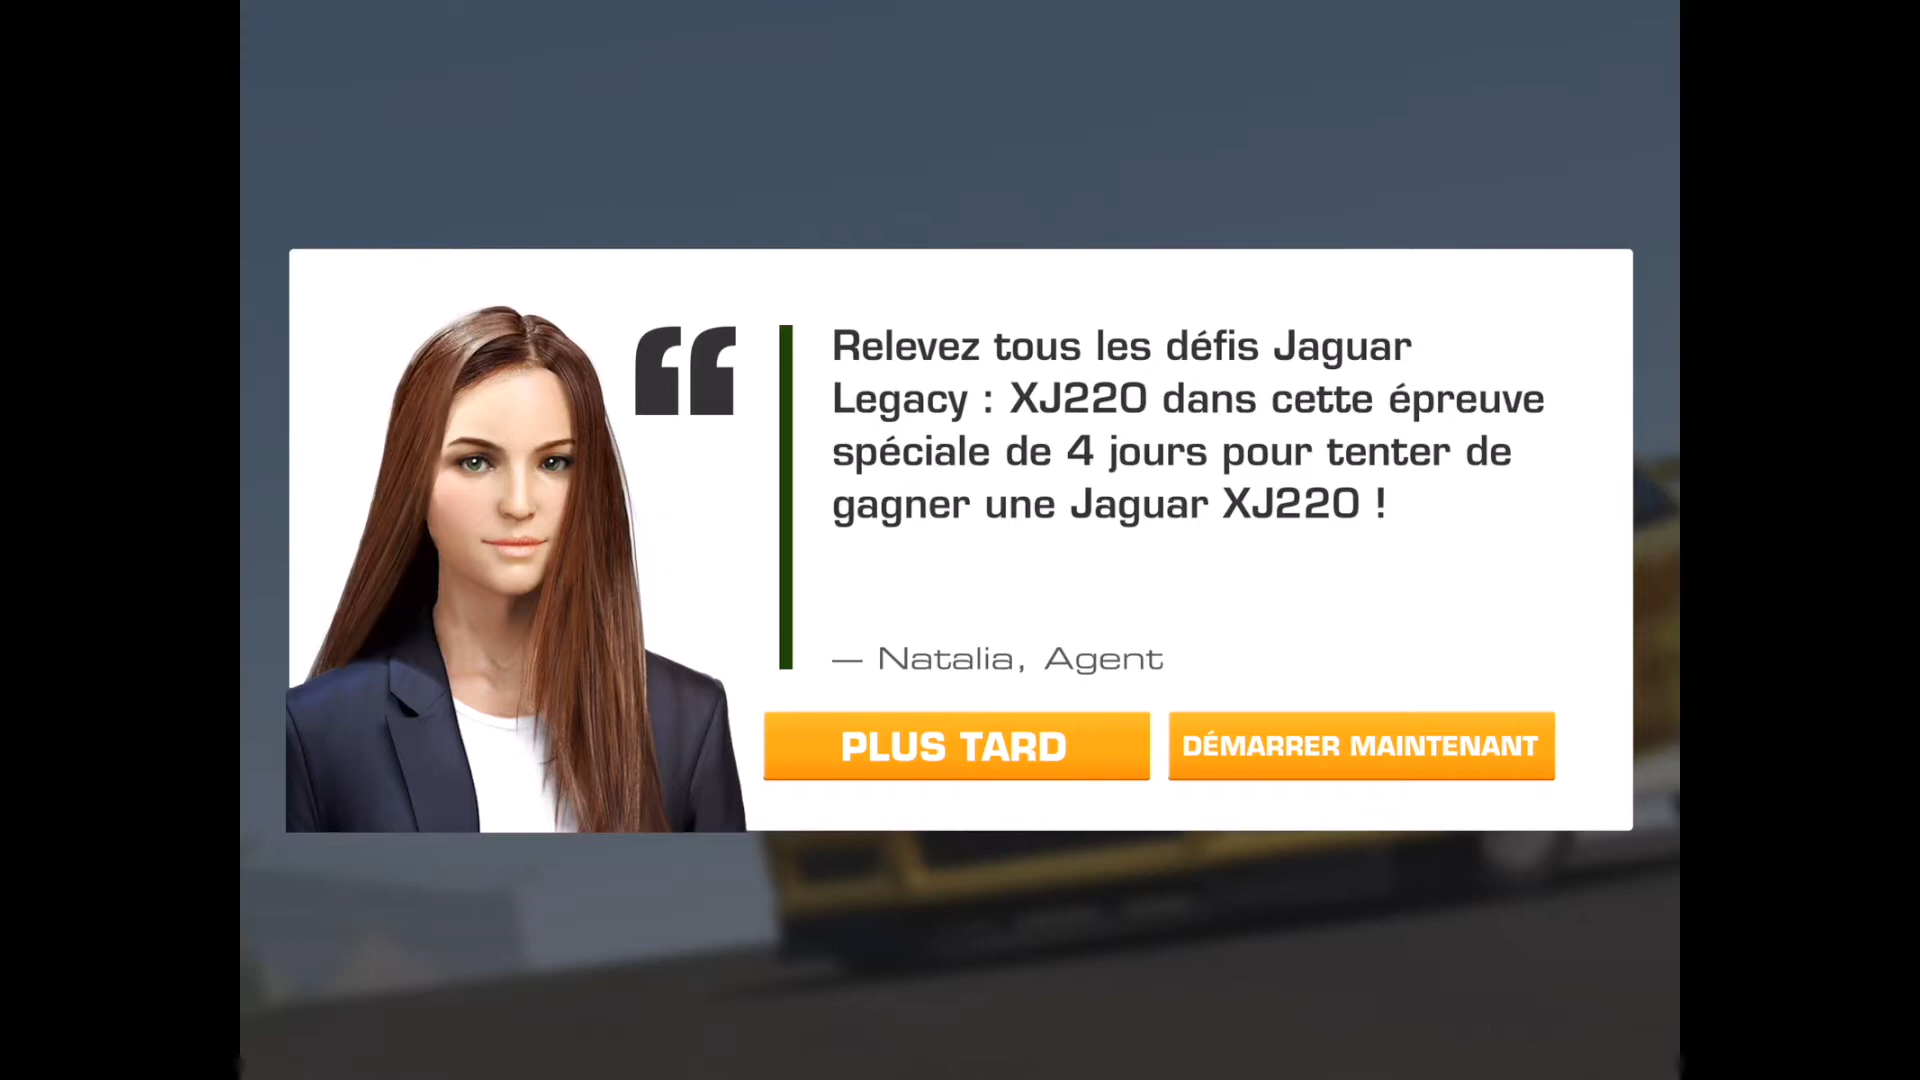 Relevez tous les défis Jaguar
Legacy : XJ220 dans cette épreuve
spéciale de 4 jours pour tenter de
gagner une Jaguar XJ220 !
— Natalia, Agent
PLUS TARD
DÉMARRER MAINTENANT